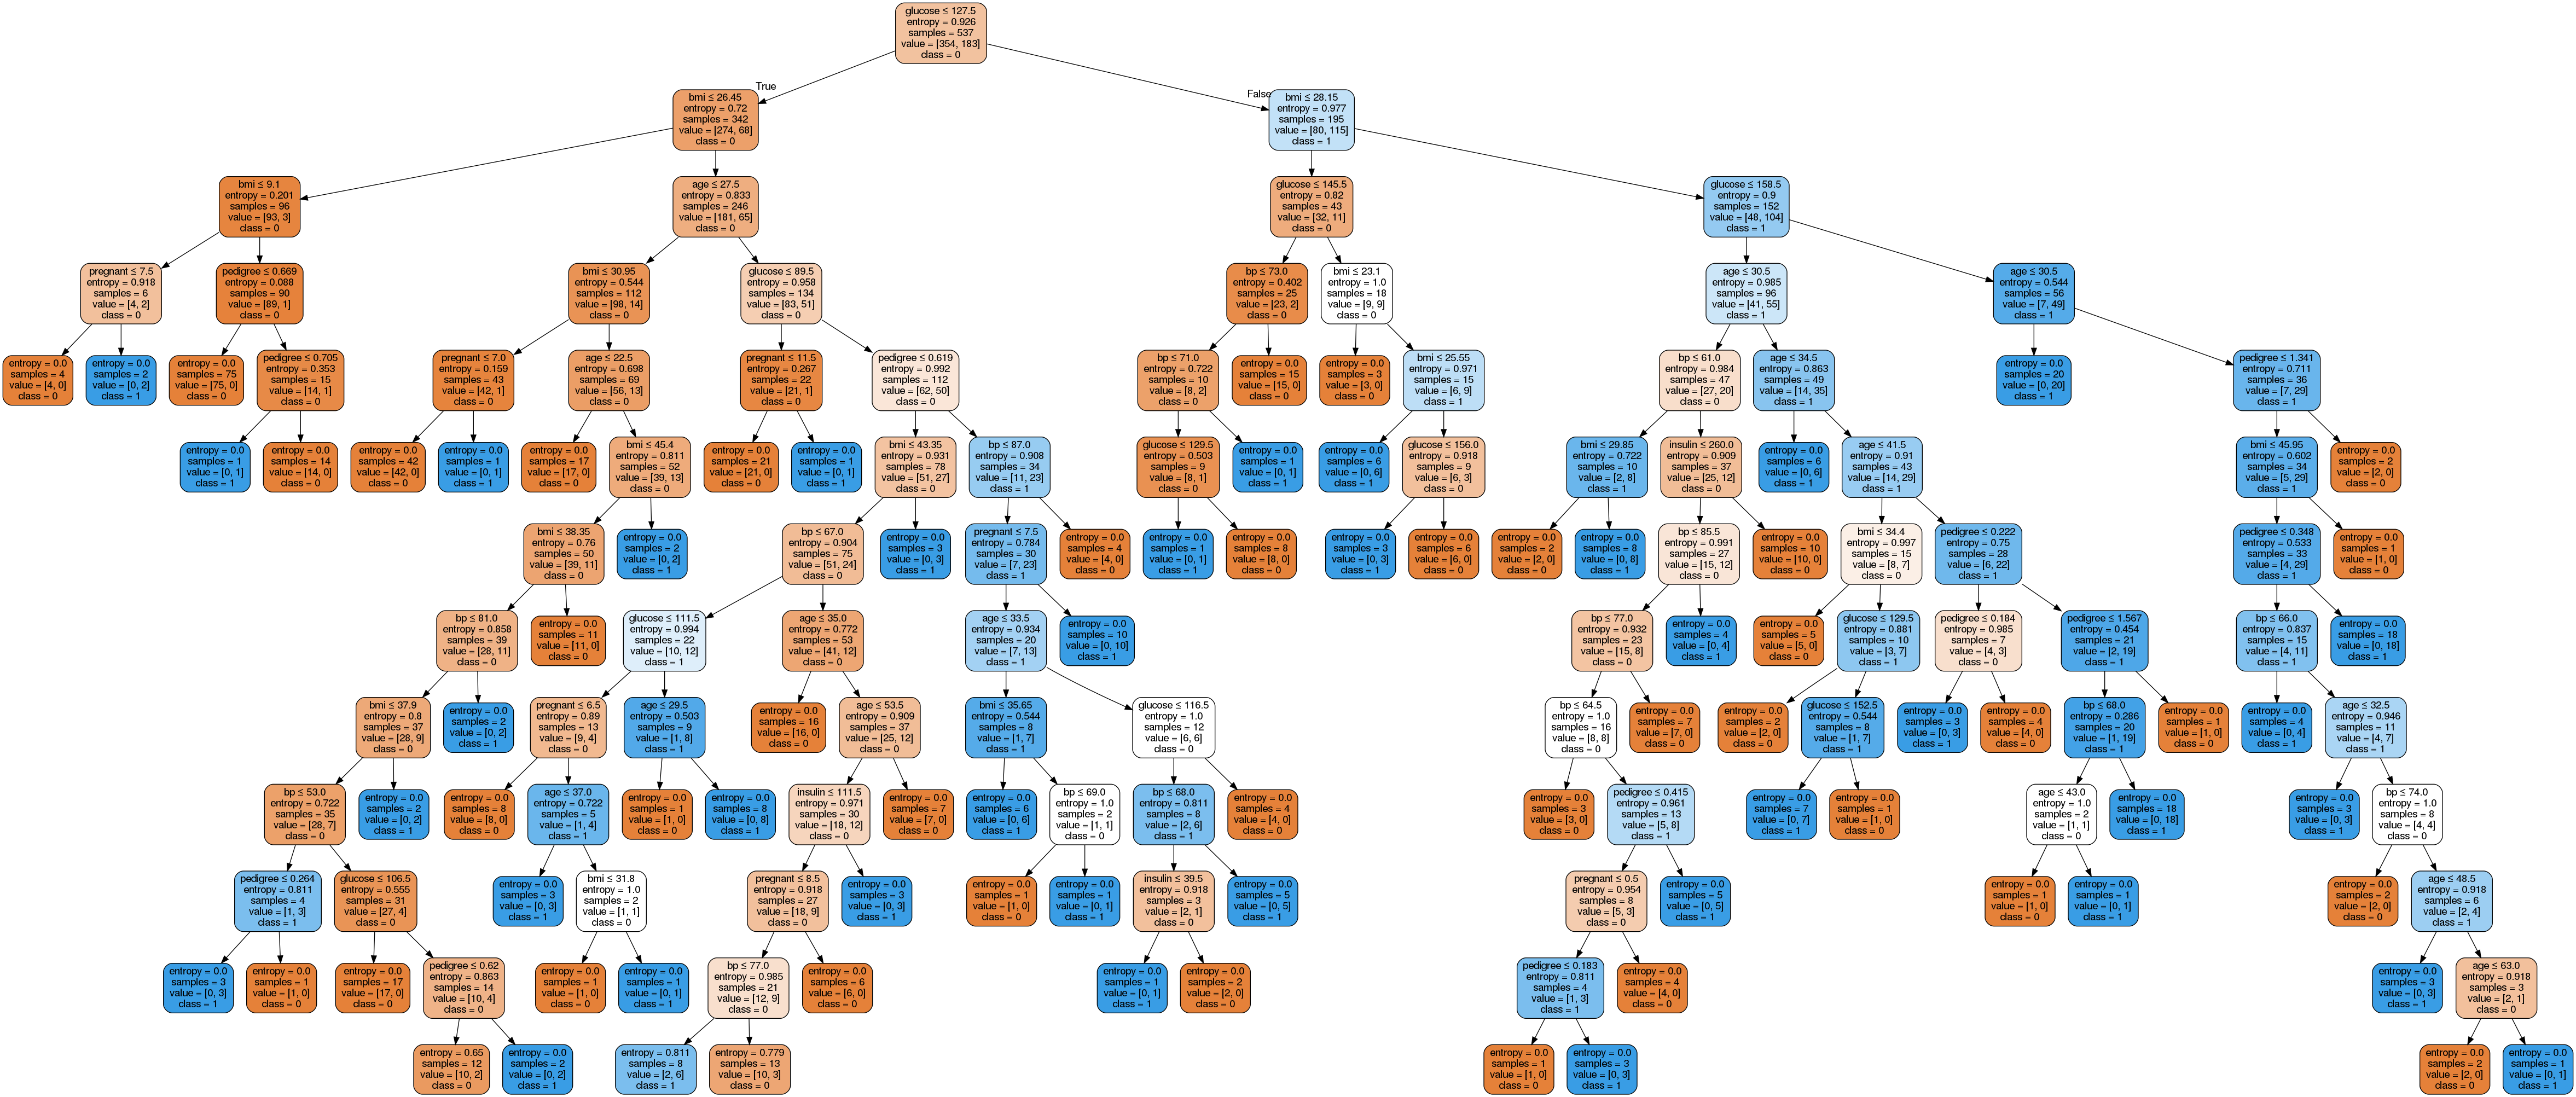 glucose ≤ 127.5
entropy = 0.926
samples = 537
value = [354, 183]
class = 0
True
False
bmi ≤ 26.45
entropy = 0.72
samples = 342
value = [274, 68]
class = 0
bmi ≤ 28.15
entropy = 0.977
samples = 195
value = [80, 115]
class = 1
bmi ≤ 9.1
entropy = 0.201
samples = 96
value = [93, 3]
class = 0
age ≤ 27.5
entropy = 0.833
samples = 246
value = [181, 65]
class = 0
glucose ≤ 145.5
entropy = 0.82
samples = 43
value = [32, 11]
class = 0
glucose ≤ 158.5
entropy = 0.9
samples = 152
value = [48, 104]
class = 1
pregnant ≤ 7.5
entropy = 0.918
samples = 6
value = [4, 2]
class = 0
pedigree ≤ 0.669
entropy = 0.088
samples = 90
value = [89, 1]
class = 0
bmi ≤ 30.95
entropy = 0.544
samples = 112
value = [98, 14]
class = 0
glucose ≤ 89.5
entropy = 0.958
samples = 134
value = [83, 51]
class = 0
bp ≤ 73.0
entropy = 0.402
samples = 25
value = [23, 2]
class = 0
bmi ≤ 23.1
entropy = 1.0
samples = 18
value = [9, 9]
class = 0
age ≤ 30.5
entropy = 0.985
samples = 96
value = [41, 55]
class = 1
age ≤ 30.5
entropy = 0.544
samples = 56
value = [7, 49]
class = 1
entropy = 0.0
samples = 4
value = [4, 0]
class = 0
entropy = 0.0
samples = 2
value = [0, 2]
class = 1
entropy = 0.0
samples = 75
value = [75, 0]
class = 0
pedigree ≤ 0.705
entropy = 0.353
samples = 15
value = [14, 1]
class = 0
pregnant ≤ 7.0
entropy = 0.159
samples = 43
value = [42, 1]
class = 0
age ≤ 22.5
entropy = 0.698
samples = 69
value = [56, 13]
class = 0
pregnant ≤ 11.5
entropy = 0.267
samples = 22
value = [21, 1]
class = 0
pedigree ≤ 0.619
entropy = 0.992
samples = 112
value = [62, 50]
class = 0
bp ≤ 71.0
entropy = 0.722
samples = 10
value = [8, 2]
class = 0
entropy = 0.0
samples = 15
value = [15, 0]
class = 0
entropy = 0.0
samples = 3
value = [3, 0]
class = 0
bmi ≤ 25.55
entropy = 0.971
samples = 15
value = [6, 9]
class = 1
bp ≤ 61.0
entropy = 0.984
samples = 47
value = [27, 20]
class = 0
age ≤ 34.5
entropy = 0.863
samples = 49
value = [14, 35]
class = 1
entropy = 0.0
samples = 20
value = [0, 20]
class = 1
pedigree ≤ 1.341
entropy = 0.711
samples = 36
value = [7, 29]
class = 1
entropy = 0.0
samples = 1
value = [0, 1]
class = 1
entropy = 0.0
samples = 14
value = [14, 0]
class = 0
entropy = 0.0
samples = 42
value = [42, 0]
class = 0
entropy = 0.0
samples = 1
value = [0, 1]
class = 1
entropy = 0.0
samples = 17
value = [17, 0]
class = 0
bmi ≤ 45.4
entropy = 0.811
samples = 52
value = [39, 13]
class = 0
entropy = 0.0
samples = 21
value = [21, 0]
class = 0
entropy = 0.0
samples = 1
value = [0, 1]
class = 1
bmi ≤ 43.35
entropy = 0.931
samples = 78
value = [51, 27]
class = 0
bp ≤ 87.0
entropy = 0.908
samples = 34
value = [11, 23]
class = 1
glucose ≤ 129.5
entropy = 0.503
samples = 9
value = [8, 1]
class = 0
entropy = 0.0
samples = 1
value = [0, 1]
class = 1
entropy = 0.0
samples = 6
value = [0, 6]
class = 1
glucose ≤ 156.0
entropy = 0.918
samples = 9
value = [6, 3]
class = 0
bmi ≤ 29.85
entropy = 0.722
samples = 10
value = [2, 8]
class = 1
insulin ≤ 260.0
entropy = 0.909
samples = 37
value = [25, 12]
class = 0
entropy = 0.0
samples = 6
value = [0, 6]
class = 1
age ≤ 41.5
entropy = 0.91
samples = 43
value = [14, 29]
class = 1
bmi ≤ 45.95
entropy = 0.602
samples = 34
value = [5, 29]
class = 1
entropy = 0.0
samples = 2
value = [2, 0]
class = 0
bmi ≤ 38.35
entropy = 0.76
samples = 50
value = [39, 11]
class = 0
entropy = 0.0
samples = 2
value = [0, 2]
class = 1
bp ≤ 67.0
entropy = 0.904
samples = 75
value = [51, 24]
class = 0
entropy = 0.0
samples = 3
value = [0, 3]
class = 1
pregnant ≤ 7.5
entropy = 0.784
samples = 30
value = [7, 23]
class = 1
entropy = 0.0
samples = 4
value = [4, 0]
class = 0
entropy = 0.0
samples = 1
value = [0, 1]
class = 1
entropy = 0.0
samples = 8
value = [8, 0]
class = 0
entropy = 0.0
samples = 3
value = [0, 3]
class = 1
entropy = 0.0
samples = 6
value = [6, 0]
class = 0
entropy = 0.0
samples = 2
value = [2, 0]
class = 0
entropy = 0.0
samples = 8
value = [0, 8]
class = 1
bp ≤ 85.5
entropy = 0.991
samples = 27
value = [15, 12]
class = 0
entropy = 0.0
samples = 10
value = [10, 0]
class = 0
bmi ≤ 34.4
entropy = 0.997
samples = 15
value = [8, 7]
class = 0
pedigree ≤ 0.222
entropy = 0.75
samples = 28
value = [6, 22]
class = 1
pedigree ≤ 0.348
entropy = 0.533
samples = 33
value = [4, 29]
class = 1
entropy = 0.0
samples = 1
value = [1, 0]
class = 0
bp ≤ 81.0
entropy = 0.858
samples = 39
value = [28, 11]
class = 0
entropy = 0.0
samples = 11
value = [11, 0]
class = 0
glucose ≤ 111.5
entropy = 0.994
samples = 22
value = [10, 12]
class = 1
age ≤ 35.0
entropy = 0.772
samples = 53
value = [41, 12]
class = 0
age ≤ 33.5
entropy = 0.934
samples = 20
value = [7, 13]
class = 1
entropy = 0.0
samples = 10
value = [0, 10]
class = 1
bp ≤ 77.0
entropy = 0.932
samples = 23
value = [15, 8]
class = 0
entropy = 0.0
samples = 4
value = [0, 4]
class = 1
entropy = 0.0
samples = 5
value = [5, 0]
class = 0
glucose ≤ 129.5
entropy = 0.881
samples = 10
value = [3, 7]
class = 1
pedigree ≤ 0.184
entropy = 0.985
samples = 7
value = [4, 3]
class = 0
pedigree ≤ 1.567
entropy = 0.454
samples = 21
value = [2, 19]
class = 1
bp ≤ 66.0
entropy = 0.837
samples = 15
value = [4, 11]
class = 1
entropy = 0.0
samples = 18
value = [0, 18]
class = 1
bmi ≤ 37.9
entropy = 0.8
samples = 37
value = [28, 9]
class = 0
entropy = 0.0
samples = 2
value = [0, 2]
class = 1
pregnant ≤ 6.5
entropy = 0.89
samples = 13
value = [9, 4]
class = 0
age ≤ 29.5
entropy = 0.503
samples = 9
value = [1, 8]
class = 1
entropy = 0.0
samples = 16
value = [16, 0]
class = 0
age ≤ 53.5
entropy = 0.909
samples = 37
value = [25, 12]
class = 0
bmi ≤ 35.65
entropy = 0.544
samples = 8
value = [1, 7]
class = 1
glucose ≤ 116.5
entropy = 1.0
samples = 12
value = [6, 6]
class = 0
bp ≤ 64.5
entropy = 1.0
samples = 16
value = [8, 8]
class = 0
entropy = 0.0
samples = 7
value = [7, 0]
class = 0
entropy = 0.0
samples = 2
value = [2, 0]
class = 0
glucose ≤ 152.5
entropy = 0.544
samples = 8
value = [1, 7]
class = 1
entropy = 0.0
samples = 3
value = [0, 3]
class = 1
entropy = 0.0
samples = 4
value = [4, 0]
class = 0
bp ≤ 68.0
entropy = 0.286
samples = 20
value = [1, 19]
class = 1
entropy = 0.0
samples = 1
value = [1, 0]
class = 0
entropy = 0.0
samples = 4
value = [0, 4]
class = 1
age ≤ 32.5
entropy = 0.946
samples = 11
value = [4, 7]
class = 1
bp ≤ 53.0
entropy = 0.722
samples = 35
value = [28, 7]
class = 0
entropy = 0.0
samples = 2
value = [0, 2]
class = 1
entropy = 0.0
samples = 8
value = [8, 0]
class = 0
age ≤ 37.0
entropy = 0.722
samples = 5
value = [1, 4]
class = 1
entropy = 0.0
samples = 1
value = [1, 0]
class = 0
entropy = 0.0
samples = 8
value = [0, 8]
class = 1
insulin ≤ 111.5
entropy = 0.971
samples = 30
value = [18, 12]
class = 0
entropy = 0.0
samples = 7
value = [7, 0]
class = 0
entropy = 0.0
samples = 6
value = [0, 6]
class = 1
bp ≤ 69.0
entropy = 1.0
samples = 2
value = [1, 1]
class = 0
bp ≤ 68.0
entropy = 0.811
samples = 8
value = [2, 6]
class = 1
entropy = 0.0
samples = 4
value = [4, 0]
class = 0
entropy = 0.0
samples = 3
value = [3, 0]
class = 0
pedigree ≤ 0.415
entropy = 0.961
samples = 13
value = [5, 8]
class = 1
entropy = 0.0
samples = 7
value = [0, 7]
class = 1
entropy = 0.0
samples = 1
value = [1, 0]
class = 0
age ≤ 43.0
entropy = 1.0
samples = 2
value = [1, 1]
class = 0
entropy = 0.0
samples = 18
value = [0, 18]
class = 1
entropy = 0.0
samples = 3
value = [0, 3]
class = 1
bp ≤ 74.0
entropy = 1.0
samples = 8
value = [4, 4]
class = 0
pedigree ≤ 0.264
entropy = 0.811
samples = 4
value = [1, 3]
class = 1
glucose ≤ 106.5
entropy = 0.555
samples = 31
value = [27, 4]
class = 0
entropy = 0.0
samples = 3
value = [0, 3]
class = 1
bmi ≤ 31.8
entropy = 1.0
samples = 2
value = [1, 1]
class = 0
pregnant ≤ 8.5
entropy = 0.918
samples = 27
value = [18, 9]
class = 0
entropy = 0.0
samples = 3
value = [0, 3]
class = 1
entropy = 0.0
samples = 1
value = [1, 0]
class = 0
entropy = 0.0
samples = 1
value = [0, 1]
class = 1
insulin ≤ 39.5
entropy = 0.918
samples = 3
value = [2, 1]
class = 0
entropy = 0.0
samples = 5
value = [0, 5]
class = 1
pregnant ≤ 0.5
entropy = 0.954
samples = 8
value = [5, 3]
class = 0
entropy = 0.0
samples = 5
value = [0, 5]
class = 1
entropy = 0.0
samples = 1
value = [1, 0]
class = 0
entropy = 0.0
samples = 1
value = [0, 1]
class = 1
entropy = 0.0
samples = 2
value = [2, 0]
class = 0
age ≤ 48.5
entropy = 0.918
samples = 6
value = [2, 4]
class = 1
entropy = 0.0
samples = 3
value = [0, 3]
class = 1
entropy = 0.0
samples = 1
value = [1, 0]
class = 0
entropy = 0.0
samples = 17
value = [17, 0]
class = 0
pedigree ≤ 0.62
entropy = 0.863
samples = 14
value = [10, 4]
class = 0
entropy = 0.0
samples = 1
value = [1, 0]
class = 0
entropy = 0.0
samples = 1
value = [0, 1]
class = 1
bp ≤ 77.0
entropy = 0.985
samples = 21
value = [12, 9]
class = 0
entropy = 0.0
samples = 6
value = [6, 0]
class = 0
entropy = 0.0
samples = 1
value = [0, 1]
class = 1
entropy = 0.0
samples = 2
value = [2, 0]
class = 0
pedigree ≤ 0.183
entropy = 0.811
samples = 4
value = [1, 3]
class = 1
entropy = 0.0
samples = 4
value = [4, 0]
class = 0
entropy = 0.0
samples = 3
value = [0, 3]
class = 1
age ≤ 63.0
entropy = 0.918
samples = 3
value = [2, 1]
class = 0
entropy = 0.65
samples = 12
value = [10, 2]
class = 0
entropy = 0.0
samples = 2
value = [0, 2]
class = 1
entropy = 0.811
samples = 8
value = [2, 6]
class = 1
entropy = 0.779
samples = 13
value = [10, 3]
class = 0
entropy = 0.0
samples = 1
value = [1, 0]
class = 0
entropy = 0.0
samples = 3
value = [0, 3]
class = 1
entropy = 0.0
samples = 2
value = [2, 0]
class = 0
entropy = 0.0
samples = 1
value = [0, 1]
class = 1